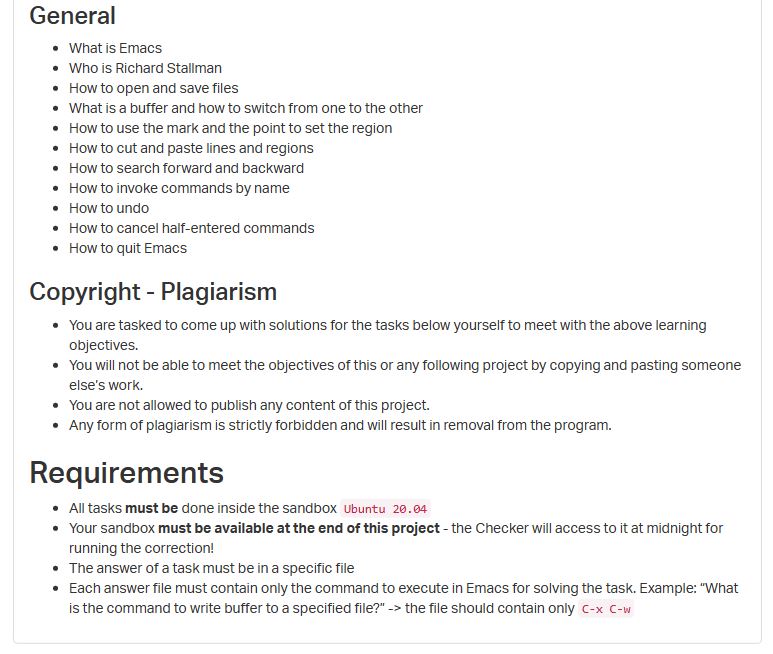 General
What is Emacs
Who is Richard Stallman
How to open and save files
What is a buffer and how to switch from one to the other
How to use the mark and the point to set the region
How to cut and paste lines and regions
How to search forward and backward
How to invoke commands by name
How to undo
How to cancel half-entered commands
How to quit Emacs
Copyright - Plagiarism
You are tasked to come up with solutions for the tasks below yourself to meet with the above learning
objectives.
You will not be able to meet the objectives of this or any following project by copying and pasting someone
else's work.
You are not allowed to publish any content of this project.
Any form of plagiarism is strictly forbidden and will result in removal from the program.
Requirements
All tasks must be done inside the sandbox Ubuntu 20.04
Your sandbox must be available at the end of this project - the Checker will access to it at midnight for
running the correction!
The answer of a task must be in a specific file
Each answer file must contain only the command to execute in Emacs for solving the task. Example: “What
is the command to write buffer to a specified file?” -> the file should contain only C-x C-w